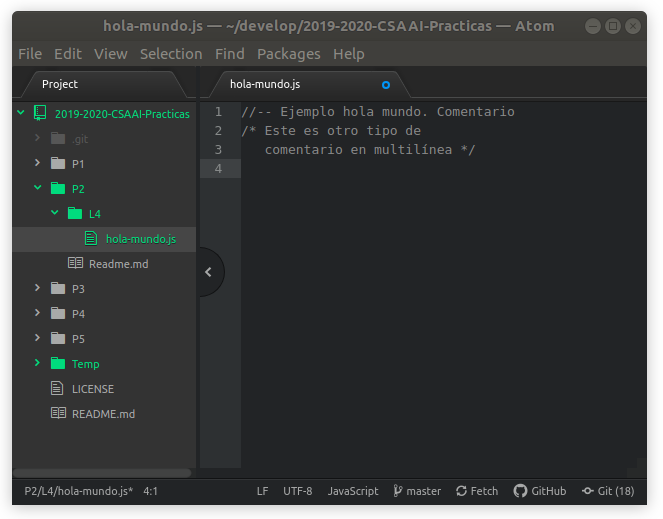 hola-mundo.js — ~/develop/2019-2020-CSAAI-Practicas — Atom
File Edit View Selection Find Packages Help
Project
hola-mundo.js
2019-2020-CSAAI-Practicas
.git
P1
P2
L4
hola-mundo.js
Readme.md
P3
P4
P5
Temp
LICENSE
README.md
1 //-- Ejemplo hola mundo. Comentario
2 /* Este es otro tipo de
3 comentario en multilínea */
4
P2/L4/hola-mundo.js* 4:1 LF UTF-8 JavaScript master Fetch GitHub Git (18)